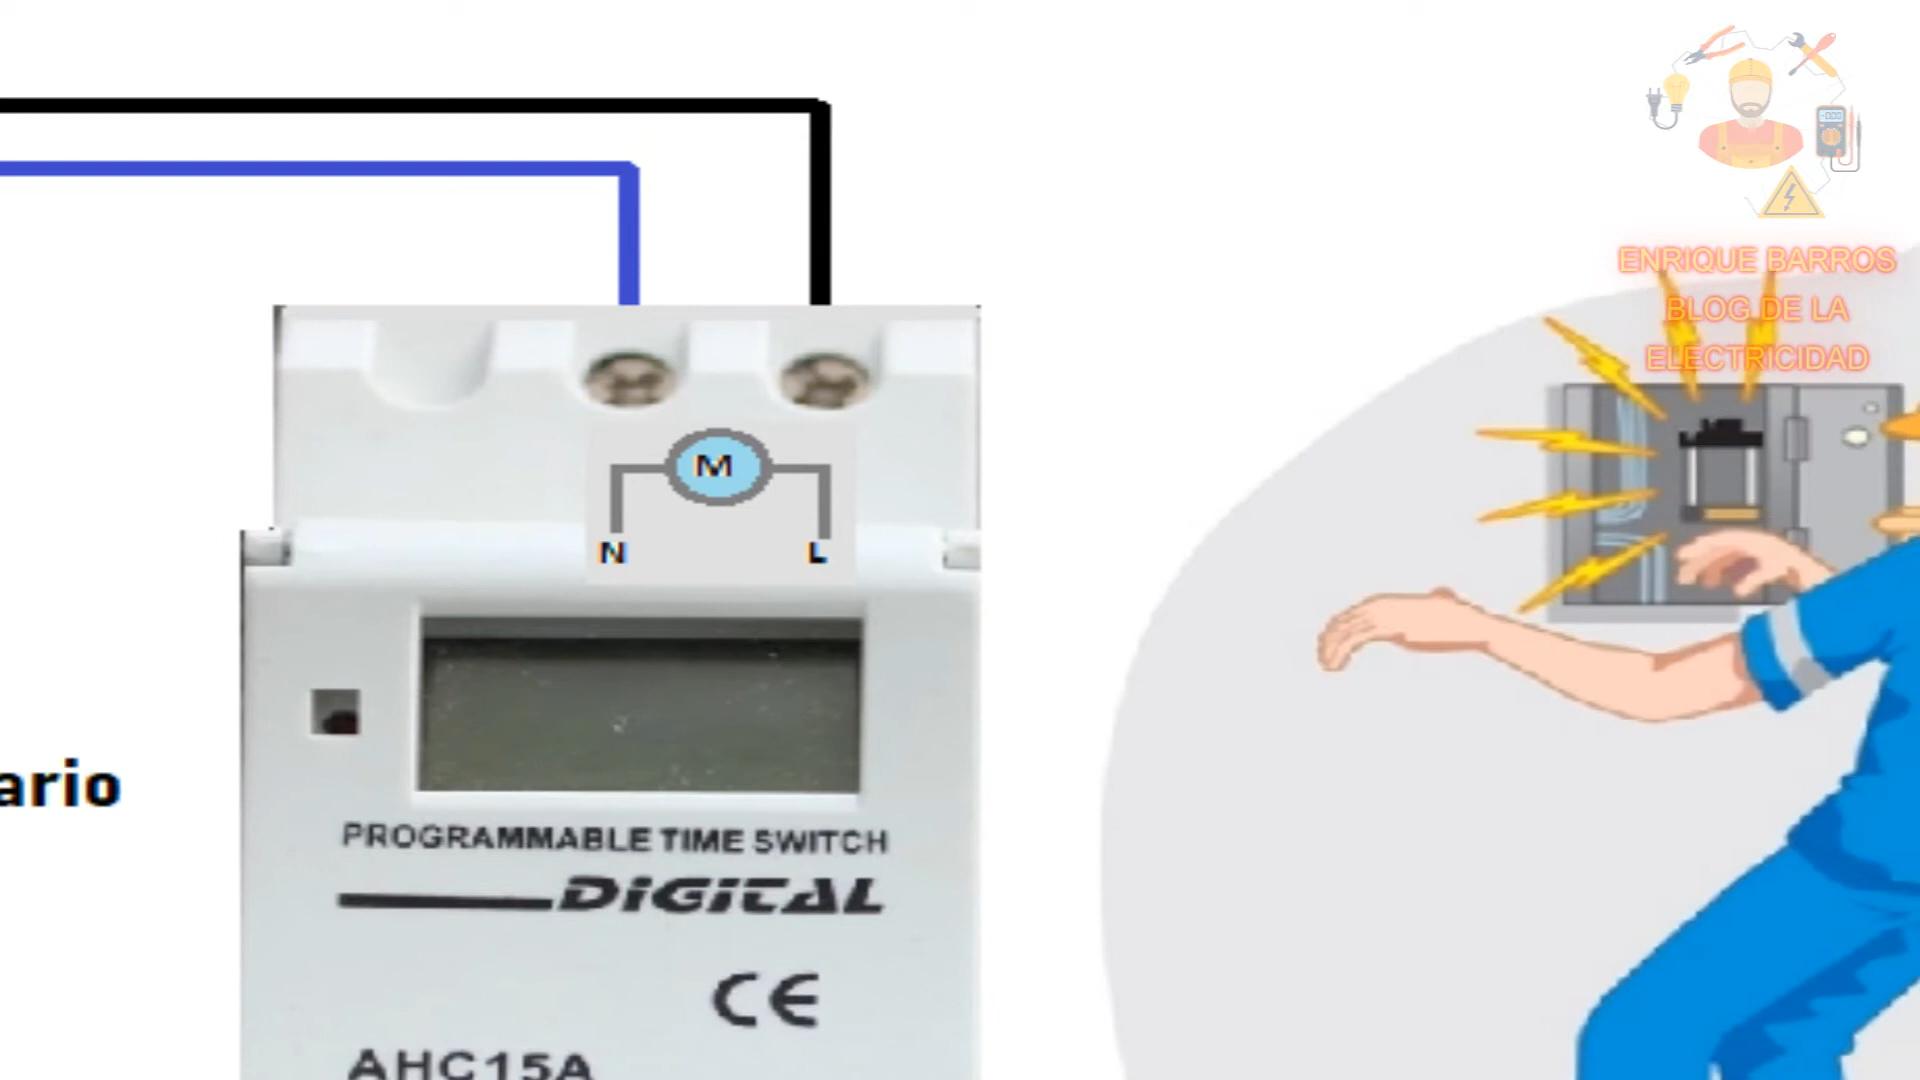 ENRIQUE BARROS
BLOG DE LA
ELECTRICIDAD
M
N L
ario
PROGRAMMABLE TIME SWITCH
DIGITAL
CE
AHC15A